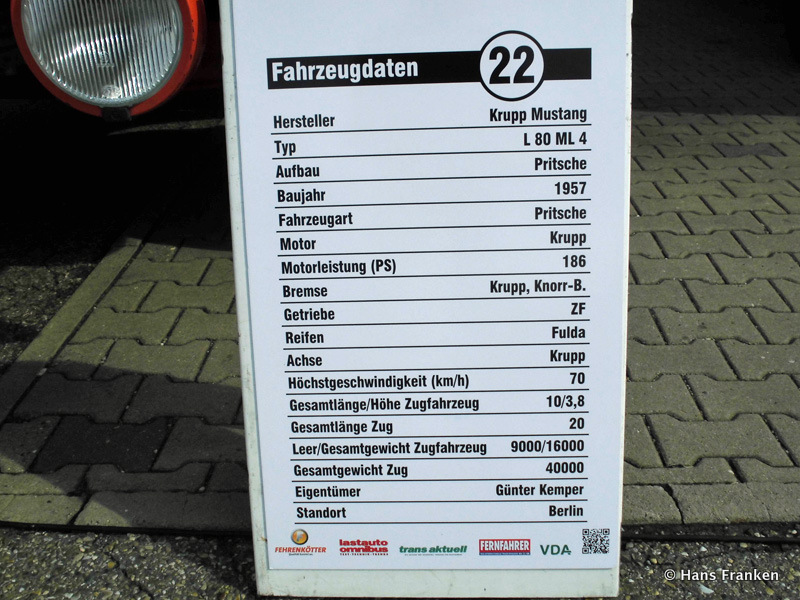 Fahrzeugdaten 22
Hersteller Krupp Mustang
Typ L 80 ML 4
Aufbau Pritsche
Baujahr 1957
Fahrzeugart Pritsche
Motor Krupp
Motorleistung (PS) 186
Bremse Krupp, Knorr-B.
Getriebe ZF
Reifen Fulda
Achse Krupp
Höchstgeschwindigkeit (km/h) 70
Gesamtlänge/Höhe Zugfahrzeug 10/3,8
Gesamtlänge Zug 20
Leer/Gesamtgewicht Zugfahrzeug 9000/16000
Gesamtgewicht Zug 40000
Eigentümer Günter Kemper
Standort Berlin
FEHRENKÖTTER
lastauto
omnibus
TEST·TECHNIK·TRENDS
trans aktuell
FERNFAHRER
VDA
© Hans Franken